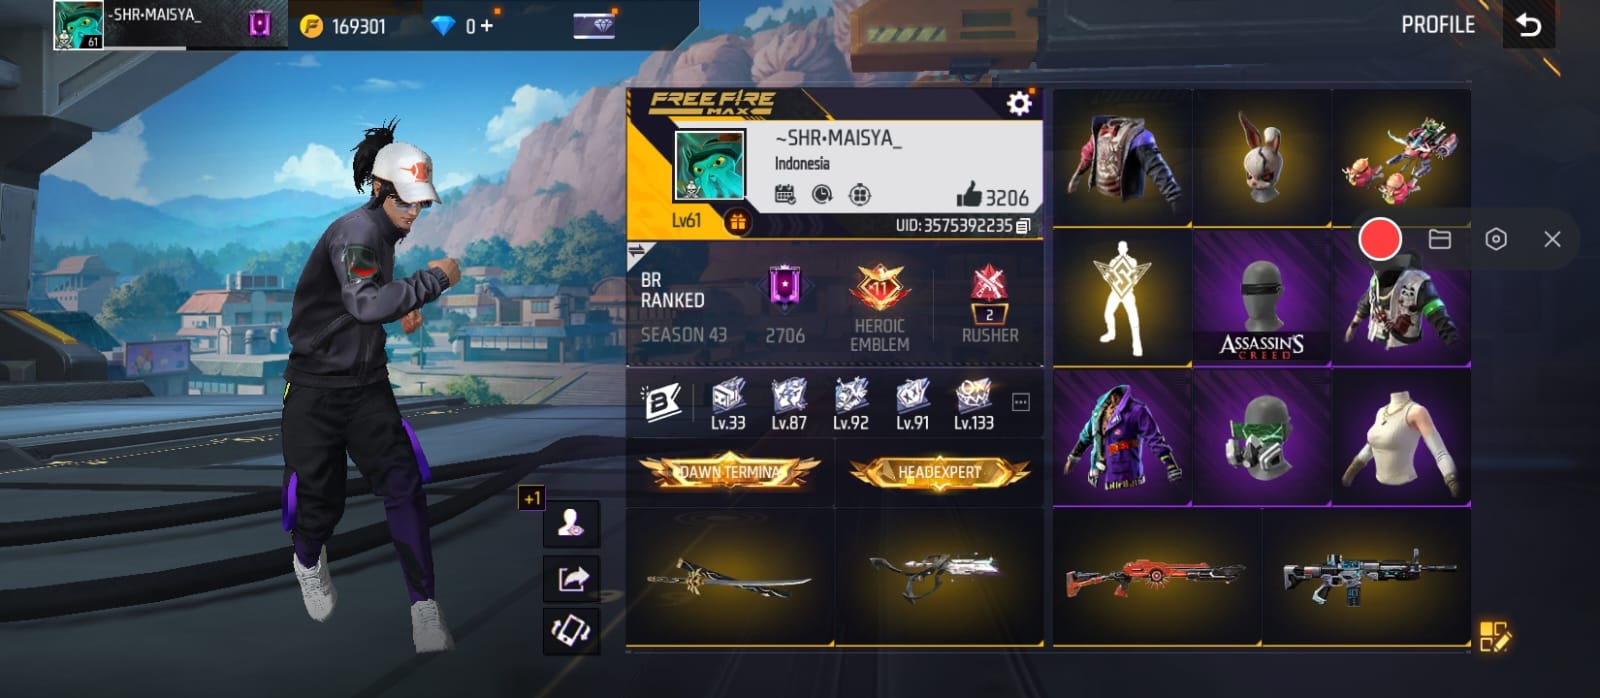 -SHR•MAISYA_
61
169301
0 +
PROFILE
FREE FIRE
MAX
~SHR•MAISYA_
Indonesia
3206
Lv61
UID: 3575392235
BR
RANKED
SEASON 43
2706
×11
HEROIC
EMBLEM
2
RUSHER
Lv.33
Lv.87
Lv.92
Lv.91
Lv.133
DAWN TERMINA
HEADEXPERT
+1
ASSASSIN'S
CREED